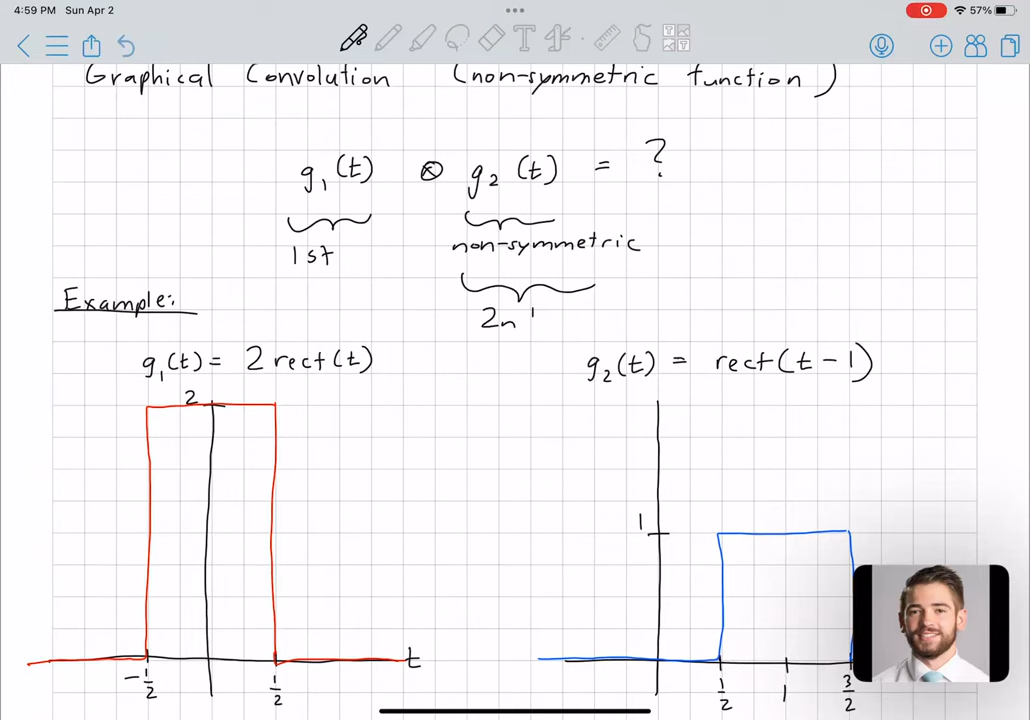 4:59 PM Sun Apr 2
57%
Graphical Convolution (non-symmetric function)
g₁(t) ⊗ g₂(t) = ?
1st
non-symmetric
Example:
g₁(t) = 2 rect(t)
g₂(t) = rect(t - 1)
2
1
t
-1/2
1/2
1/2
1
3/2